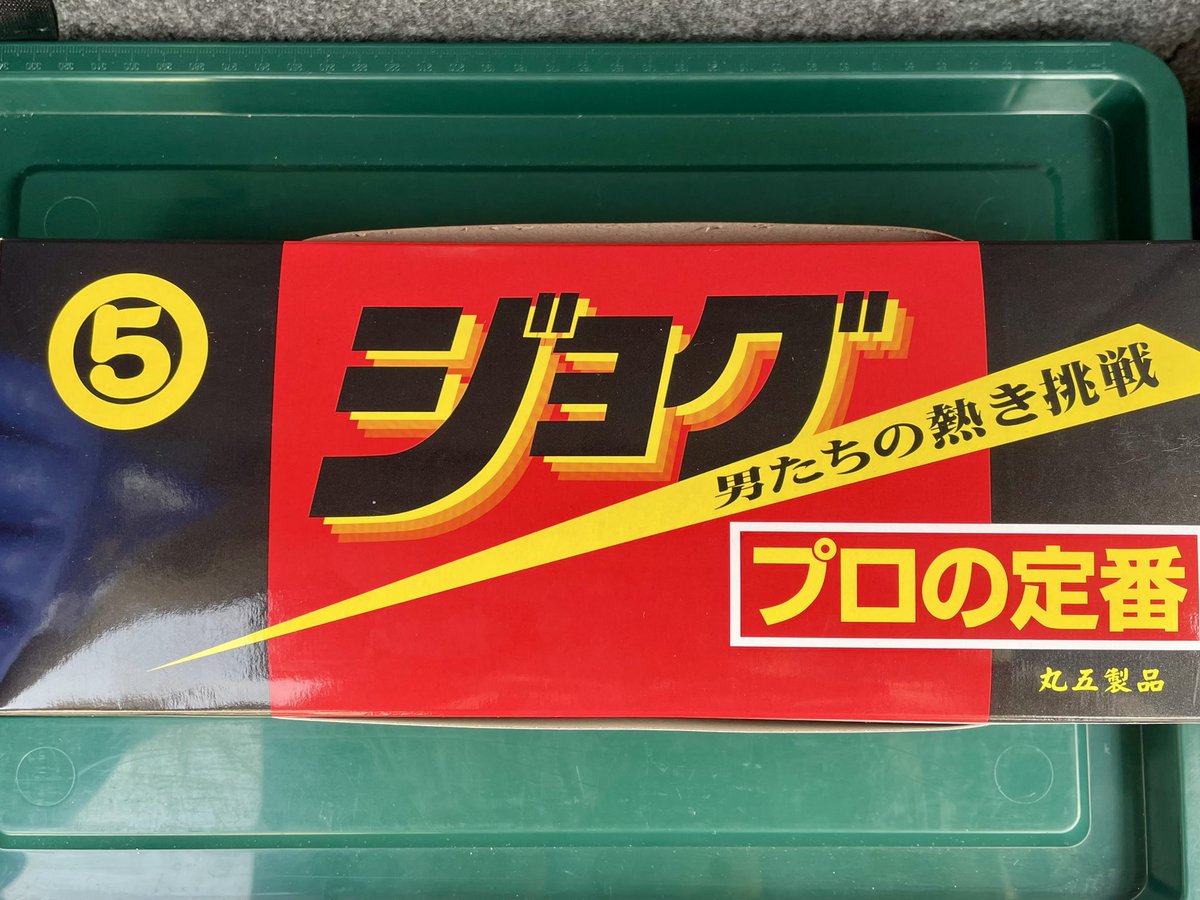 ⑤
ジョグ
男たちの熱き挑戦
プロの定番
丸五製品